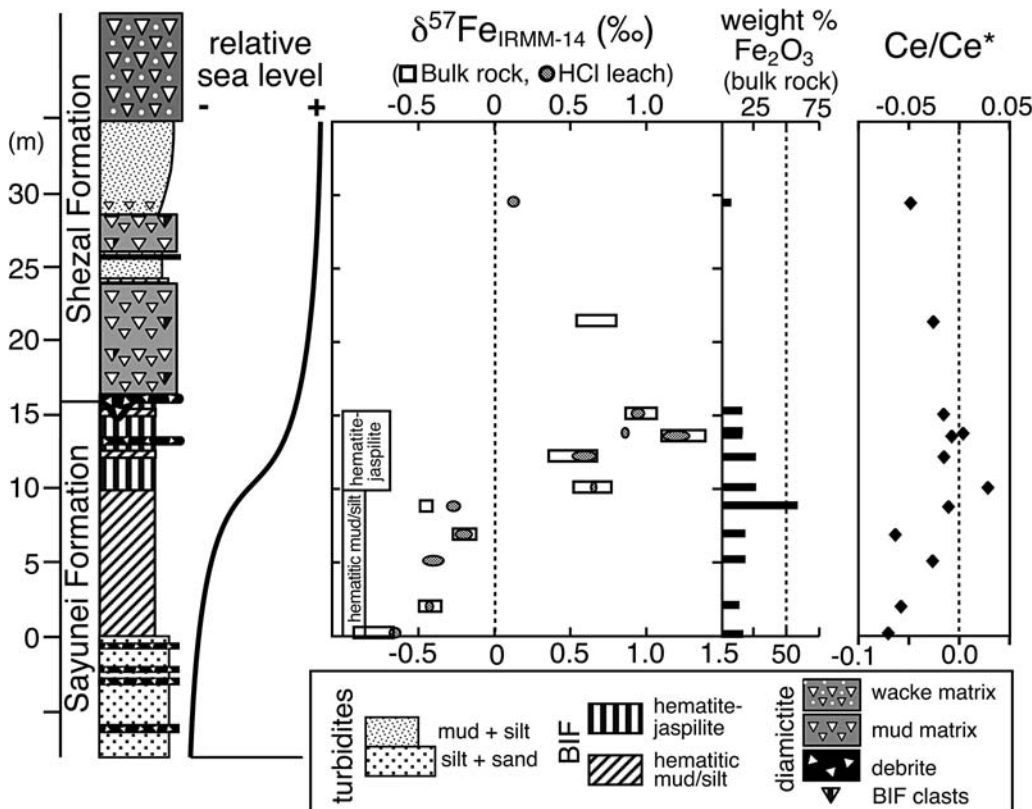 relative
sea level
- +
δ⁵⁷Fe IRMM-14 (‰)
(Bulk rock, HCl leach)
-0.5 0 0.5 1.0
weight %
Fe₂O₃
(bulk rock)
25 75
Ce/Ce*
-0.05 0.05
(m)
30
25
20
15
10
5
0
Shezal Formation
Sayunei Formation
hematite-
jaspilite
hematitic mud/silt
-0.5 0 0.5 1.0 1.5 50
-0.1 0.0
turbidites
mud + silt
silt + sand
BIF
hematite-
jaspilite
hematitic
mud/silt
diamictite
wacke matrix
mud matrix
debrite
BIF clasts